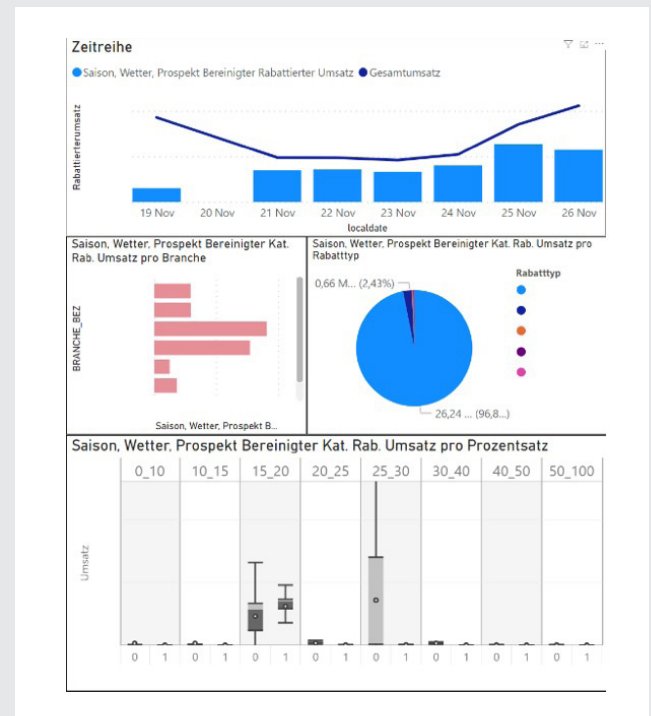 Zeitreihe
Saison, Wetter, Prospekt Bereinigter Rabattierter Umsatz Gesamtumsatz
Rabattierterumsatz
19 Nov 20 Nov 21 Nov 22 Nov 23 Nov 24 Nov 25 Nov 26 Nov
localdate
Saison, Wetter, Prospekt Bereinigter Kat.
Rab. Umsatz pro Branche
BRANCHE_BEZ
Saison, Wetter, Prospekt B...
Saison, Wetter, Prospekt Bereinigter Kat. Rab. Umsatz pro
Rabatttyp
0,66 M... (2,43%)
Rabatttyp
26,24 ... (96,8...)
Saison, Wetter, Prospekt Bereinigter Kat. Rab. Umsatz pro Prozentsatz
0_10 10_15 15_20 20_25 25_30 30_40 40_50 50_100
Umsatz
0 1 0 1 0 1 0 1 0 1 0 1 0 1 0 1